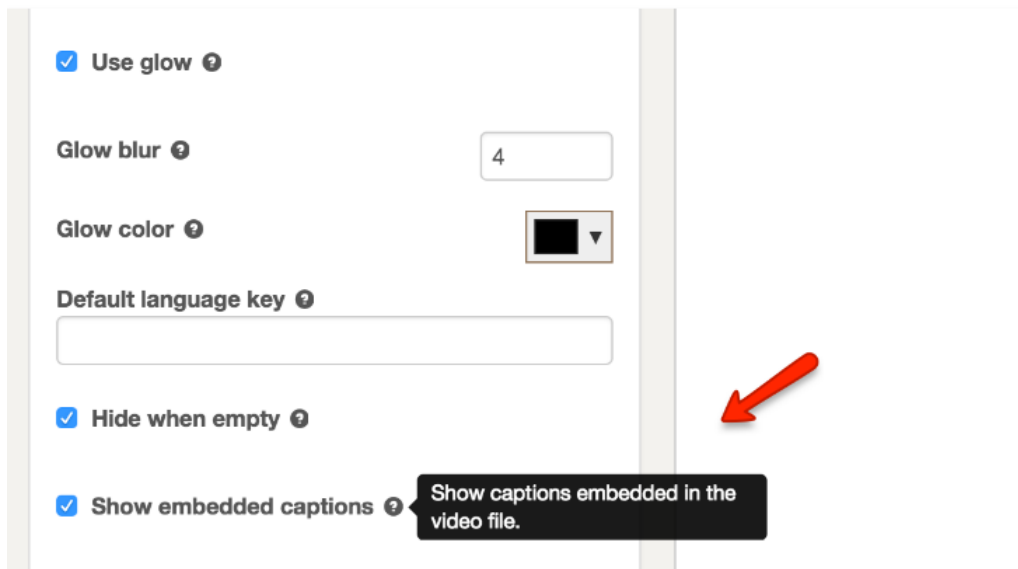 Use glow
Glow blur
4
Glow color
Default language key
Hide when empty
Show embedded captions
Show captions embedded in the
video file.